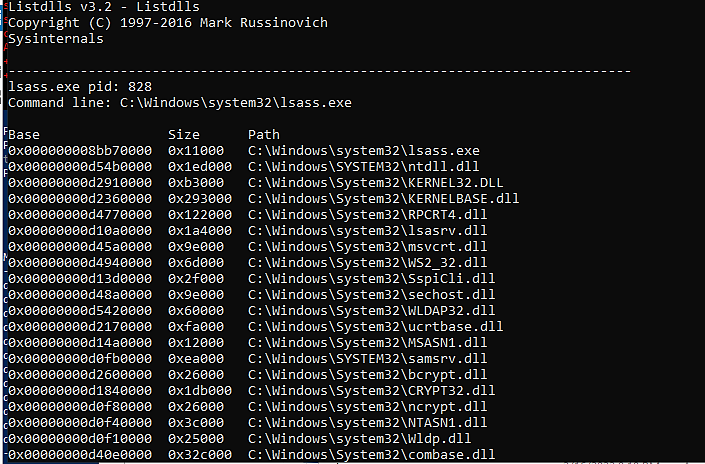 Listdlls v3.2 - Listdlls
Copyright (C) 1997-2016 Mark Russinovich
Sysinternals
------------------------------------------------------------------------------
lsass.exe pid: 828
Command line: C:\Windows\system32\lsass.exe
Base                Size      Path
0x000000008bb70000  0x11000   C:\Windows\system32\lsass.exe
0x00000000d54b0000  0x1ed000  C:\Windows\SYSTEM32\ntdll.dll
0x00000000d2910000  0xb3000   C:\Windows\System32\KERNEL32.DLL
0x00000000d2360000  0x293000  C:\Windows\System32\KERNELBASE.dll
0x00000000d4770000  0x122000  C:\Windows\System32\RPCRT4.dll
0x00000000d10a0000  0x1a4000  C:\Windows\system32\lsasrv.dll
0x00000000d45a0000  0x9e000   C:\Windows\System32\msvcrt.dll
0x00000000d4940000  0x6d000   C:\Windows\System32\WS2_32.dll
0x00000000d13d0000  0x2f000   C:\Windows\System32\SspiCli.dll
0x00000000d48a0000  0x9e000   C:\Windows\System32\sechost.dll
0x00000000d5420000  0x60000   C:\Windows\System32\WLDAP32.dll
0x00000000d2170000  0xfa000   C:\Windows\System32\ucrtbase.dll
0x00000000d14a0000  0x12000   C:\Windows\System32\MSASN1.dll
0x00000000d0fb0000  0xea000   C:\Windows\SYSTEM32\samsrv.dll
0x00000000d2600000  0x26000   C:\Windows\System32\bcrypt.dll
0x00000000d1840000  0x1db000  C:\Windows\System32\CRYPT32.dll
0x00000000d0f80000  0x26000   C:\Windows\System32\ncrypt.dll
0x00000000d0f40000  0x3c000   C:\Windows\System32\NTASN1.dll
0x00000000d0f10000  0x25000   C:\Windows\System32\Wldp.dll
0x00000000d40e0000  0x32c000  C:\Windows\System32\combase.dll